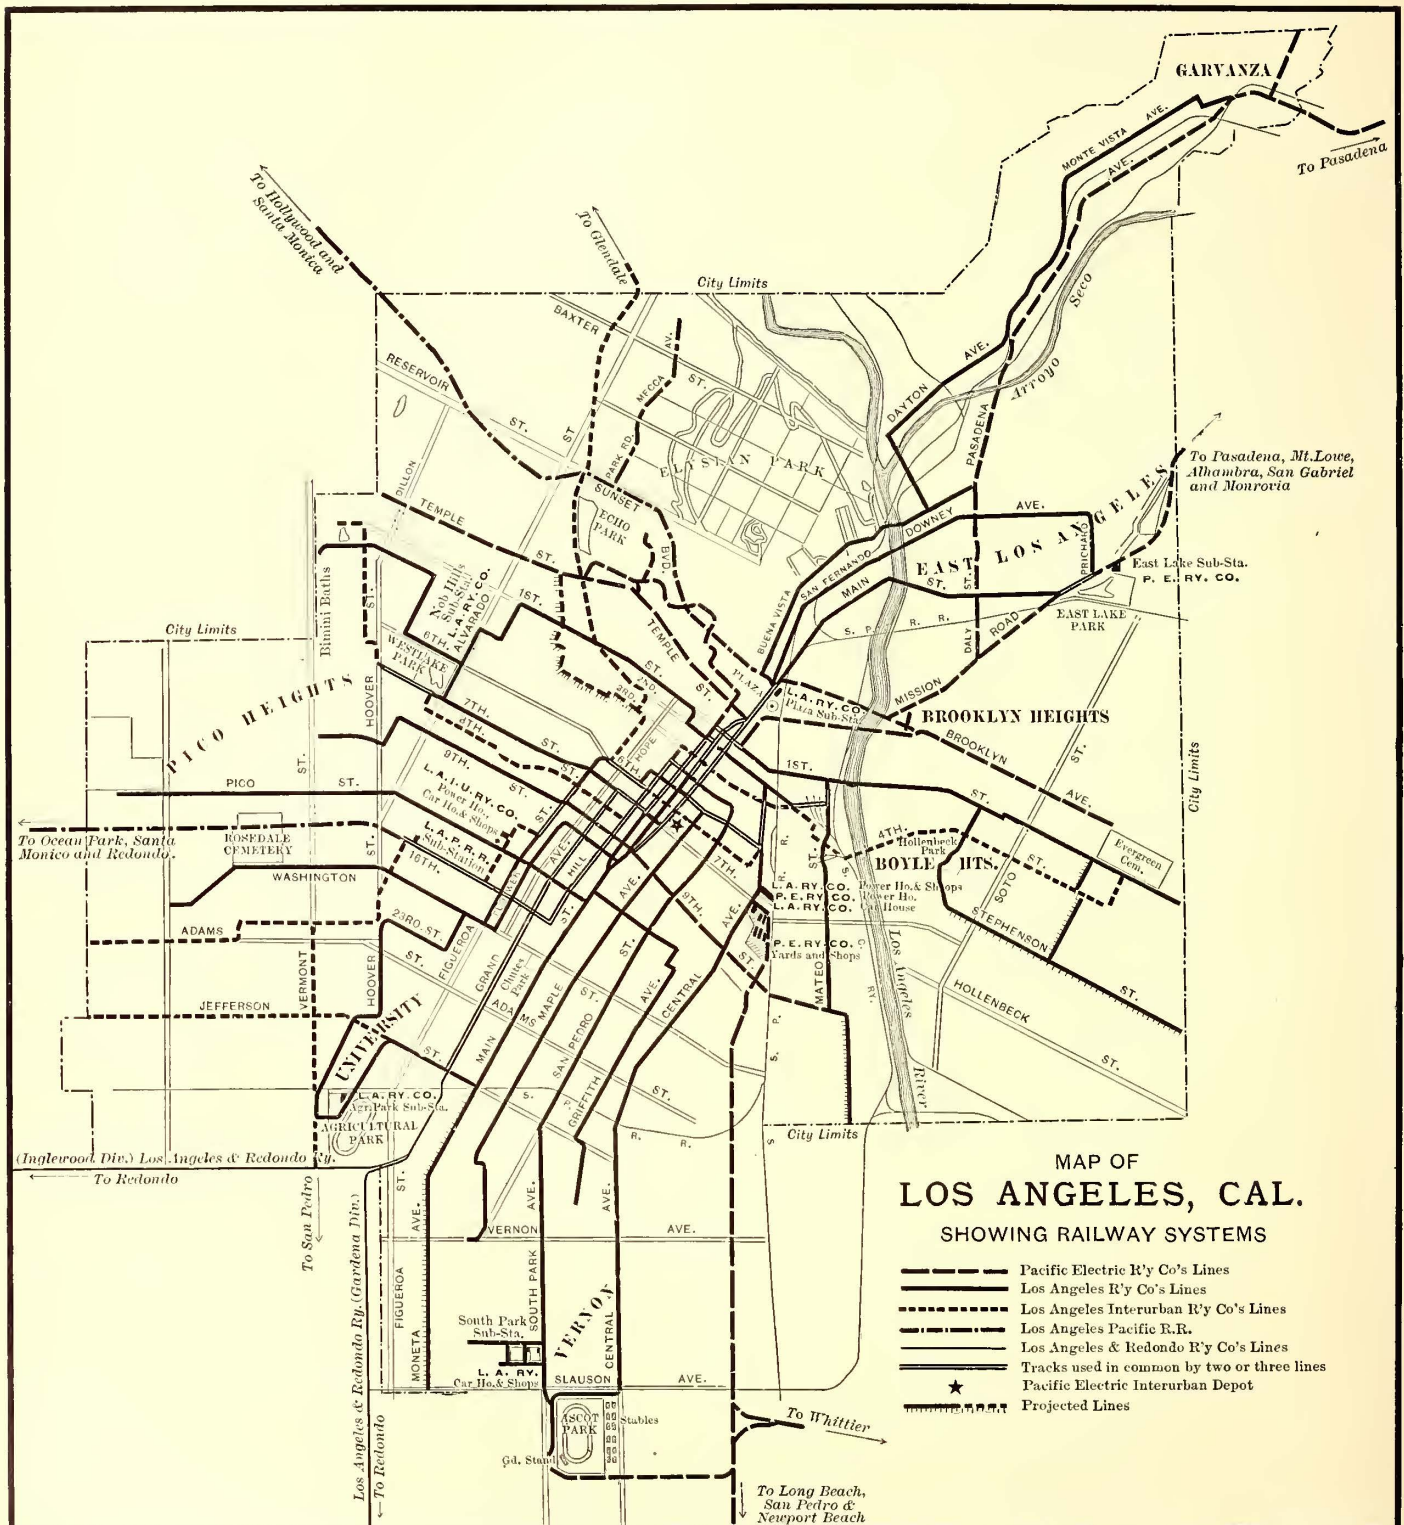 GARVANZA
MONTE VISTA AVE.
AVE.
To Pasadena
To Hollywood and
Santa Monica
To Glendale
City Limits
BAXTER
ST.
MECCA AV.
RESERVOIR
ST.
ST
PARK RD.
ELYSIAN PARK
DAYTON AVE.
PASADENA
Arroyo Seco
To Pasadena, Mt.Lowe,
Alhambra, San Gabriel
and Monrovia
DILLON
TEMPLE
ST.
SUNSET
BVD.
ECHO
PARK
DOWNEY
AVE.
SAN FERNANDO
EAST LOS ANGELES
PRICHARD
MAIN
ST.
BUENA VISTA
S. P. R. R.
DALY
ST.
East Lake Sub-Sta.
P. E. RY. CO.
EAST LAKE
PARK
MISSION
ROAD
Bimini Baths
ST.
Nob Hill
Sub-Sta.
L. A. RY. CO.
ALVARADO
1ST.
ST.
6TH.
WESTLAKE
PARK
TEMPLE
ST.
2ND.
3RD.
PLAZA
L. A. RY. CO.
Plaza Sub-Sta.
City Limits
PICO HEIGHTS
HOOVER
7TH.
ST.
8TH.
ST.
HOPE
6TH.
BROOKLYN HEIGHTS
BROOKLYN
AVE.
ST.
1ST.
ST.
City Limits
9TH.
ST.
PICO
ST.
ST.
L. A. I-U. RY. CO.
Power Ho.,
Car Ho. & Shops
L. A. P. R. R.
Sub-Station
16TH.
To Ocean Park, Santa
Monico and Redondo.
ROSEDALE
CEMETERY
ST.
WASHINGTON
4TH.
Hollenbeck
Park
BOYLE HTS.
ST.
Evergreen
Cem.
SOTO
STEPHENSON
ST.
FLOWER
AVE.
HILL
ST.
AVE.
7TH.
9TH.
AVE.
ST.
R.
R.
ST.
L. A. RY. CO. Power Ho. & Shops
P. E. RY. CO. Power Ho.
L. A. RY. CO. Car House
P. E. RY. CO.
Yards and Shops
MATEO
ADAMS
ST.
23RD. ST.
FIGUEROA
GRAND
Chutes
Park
VERMONT
HOOVER
JEFFERSON
ST.
UNIVERSITY
MAIN
ADAMS
ST.
MAPLE
SAN PEDRO
ST.
AVE.
CENTRAL
GRIFFITH
ST.
S. P. R. R.
S. P.
RY.
Los Angeles River
HOLLENBECK
ST.
L. A. RY. CO.
Agr. Park Sub-Sta.
AGRICULTURAL
PARK
City Limits
(Inglewood Div.) Los Angeles & Redondo Ry.
To Redondo
To San Pedro
Los Angeles & Redondo Ry. (Gardena Div.)
To Redondo
ST.
FIGUEROA
AVE.
MONETA
VERNON
AVE.
AVE.
SOUTH PARK
VERNON
AVE.
CENTRAL
South Park
Sub-Sta.
L. A. RY.
Car Ho. & Shops
SLAUSON
AVE.
ASCOT
PARK
Stables
Gd. Stand
To Whittier
To Long Beach,
San Pedro &
Newport Beach
MAP OF
LOS ANGELES, CAL.
SHOWING RAILWAY SYSTEMS
Pacific Electric R'y Co's Lines
Los Angeles R'y Co's Lines
Los Angeles Interurban R'y Co's Lines
Los Angeles Pacific R.R.
Los Angeles & Redondo R'y Co's Lines
Tracks used in common by two or three lines
Pacific Electric Interurban Depot
Projected Lines